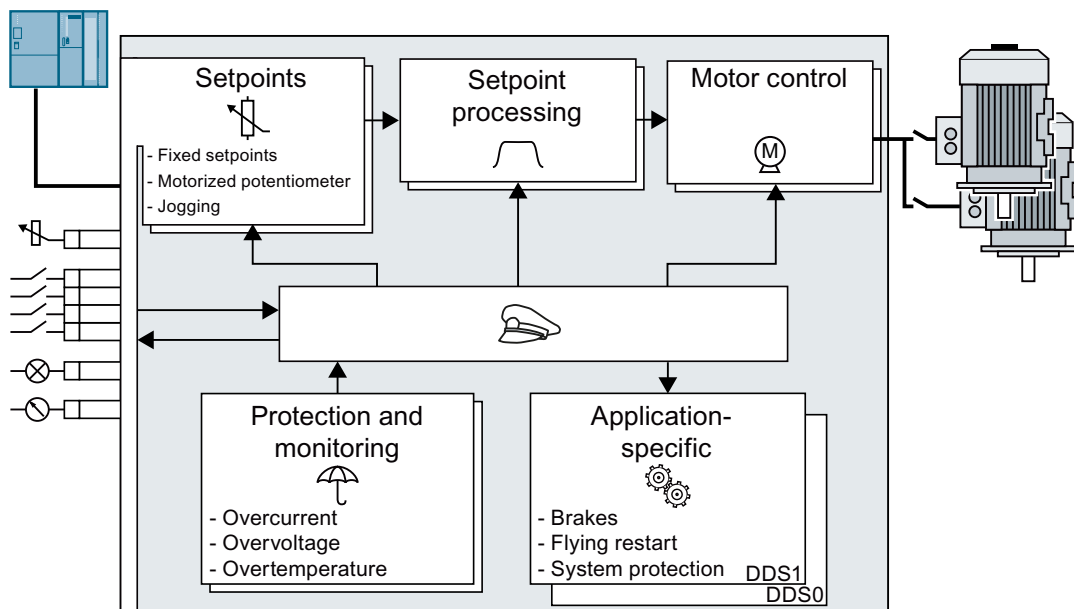 Setpoints
- Fixed setpoints
- Motorized potentiometer
- Jogging
Setpoint
processing
Motor control
M
Protection and
monitoring
- Overcurrent
- Overvoltage
- Overtemperature
Application-
specific
- Brakes
- Flying restart
- System protection
DDS1
DDS0